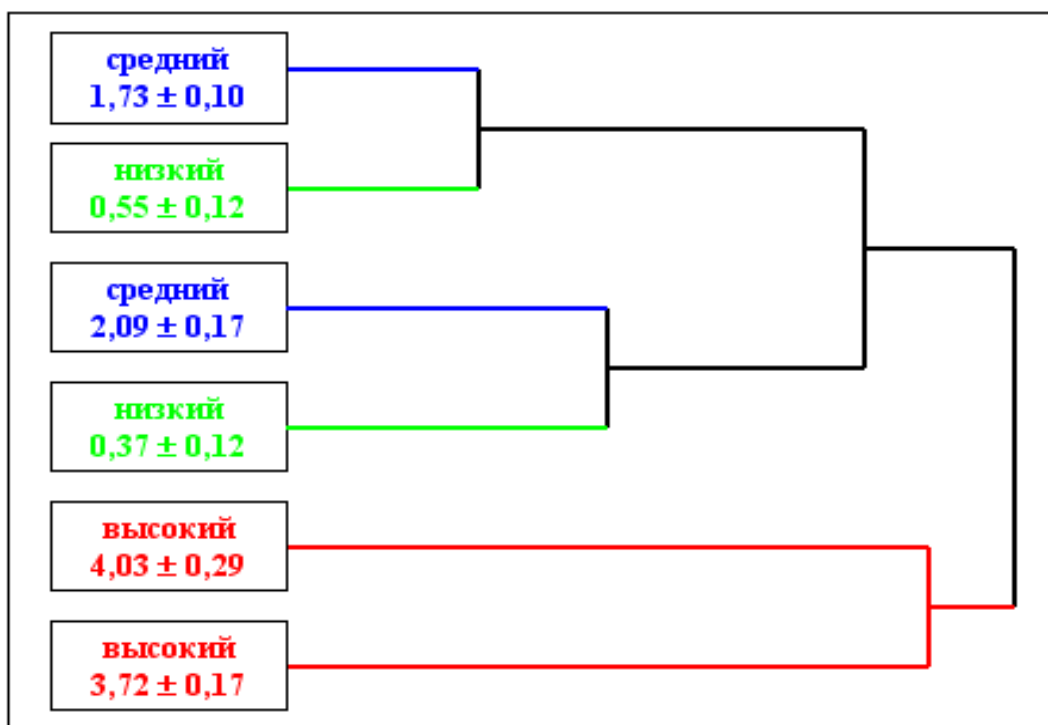 средний
1,73 ± 0,10
низкий
0,55 ± 0,12
средний
2,09 ± 0,17
низкий
0,37 ± 0,12
высокий
4,03 ± 0,29
высокий
3,72 ± 0,17